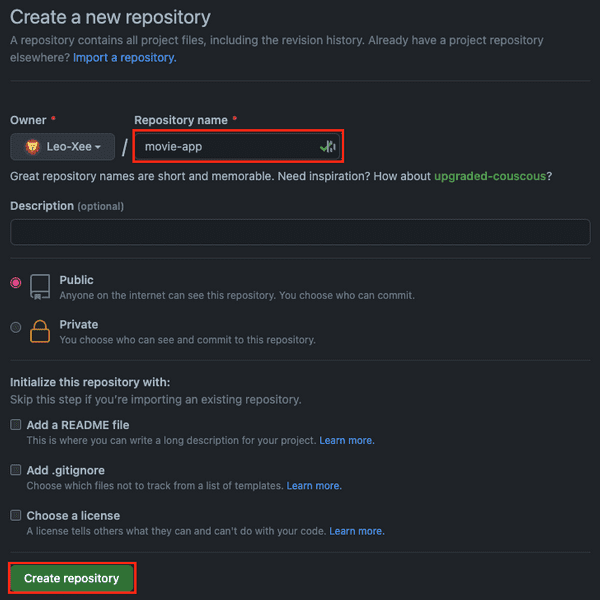 Create a new repository
A repository contains all project files, including the revision history. Already have a project repository
elsewhere? Import a repository.
Owner * Repository name *
Leo-Xee / movie-app
Great repository names are short and memorable. Need inspiration? How about upgraded-couscous?
Description (optional)
Public
Anyone on the internet can see this repository. You choose who can commit.
Private
You choose who can see and commit to this repository.
Initialize this repository with:
Skip this step if you're importing an existing repository.
Add a README file
This is where you can write a long description for your project. Learn more.
Add .gitignore
Choose which files not to track from a list of templates. Learn more.
Choose a license
A license tells others what they can and can't do with your code. Learn more.
Create repository